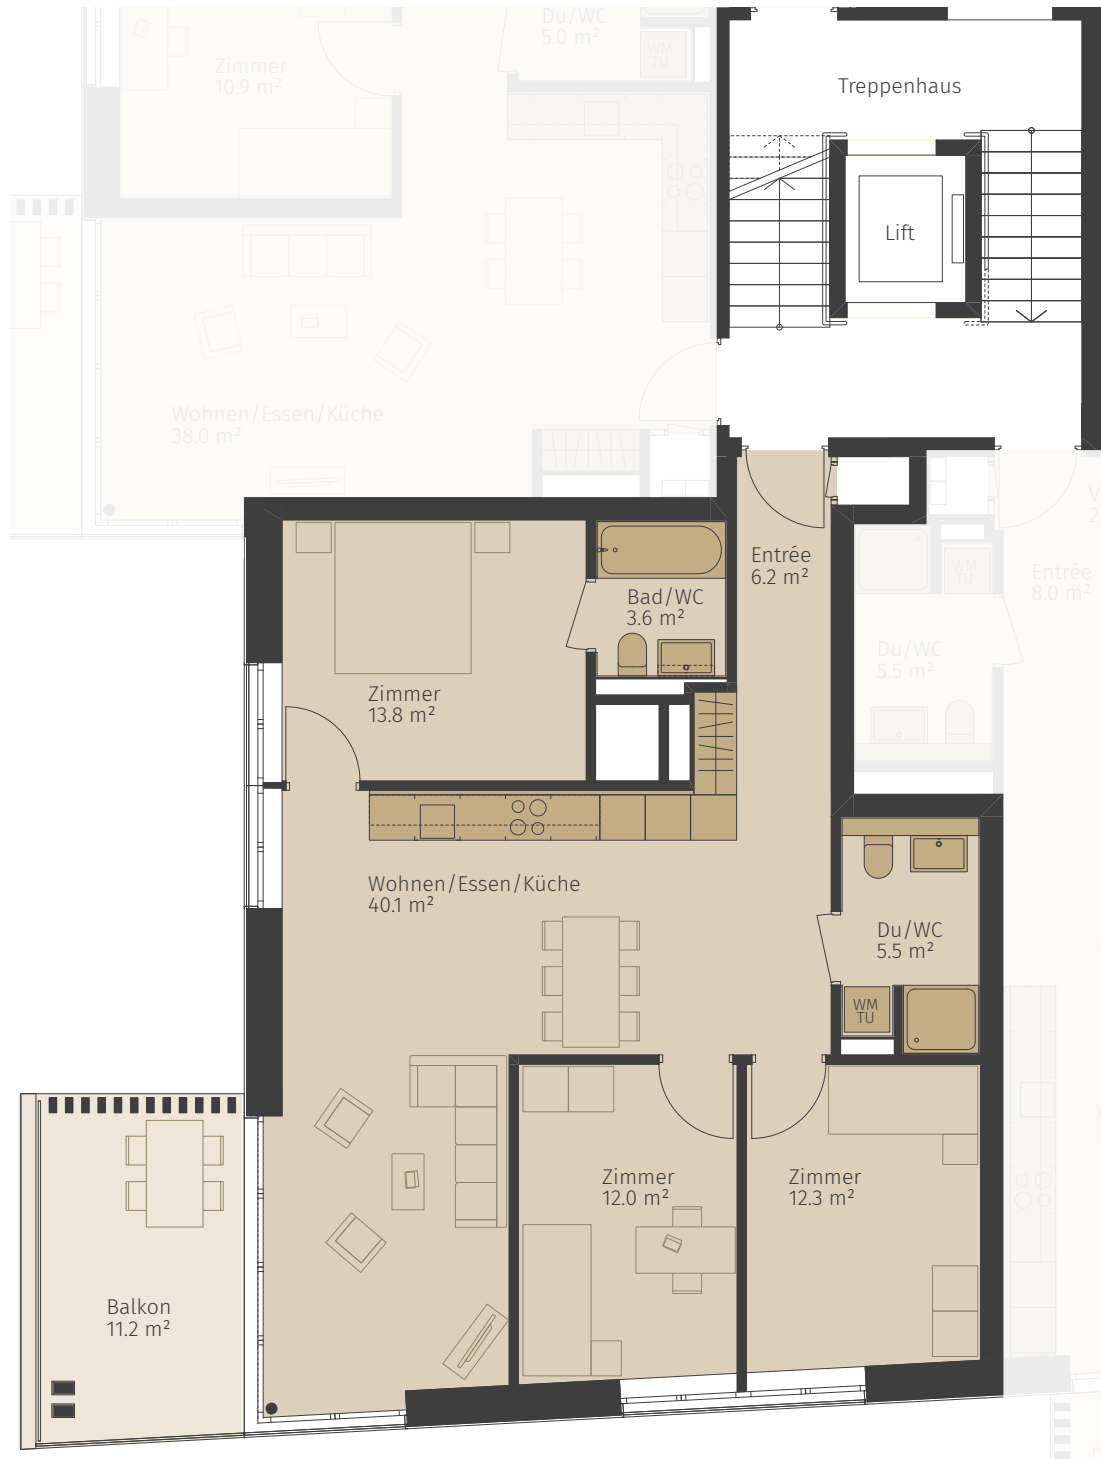 Du/WC
5.0 m²
Zimmer
10.9 m²
WM
TU
Treppenhaus
Lift
Wohnen/Essen/Küche
38.0 m²
Entrée
6.2 m²
Bad/WC
3.6 m²
WM
TU
Entrée
8.0 m²
Du/WC
5.5 m²
Zimmer
13.8 m²
Wohnen/Essen/Küche
40.1 m²
Du/WC
5.5 m²
WM
TU
Zimmer
12.0 m²
Zimmer
12.3 m²
Balkon
11.2 m²